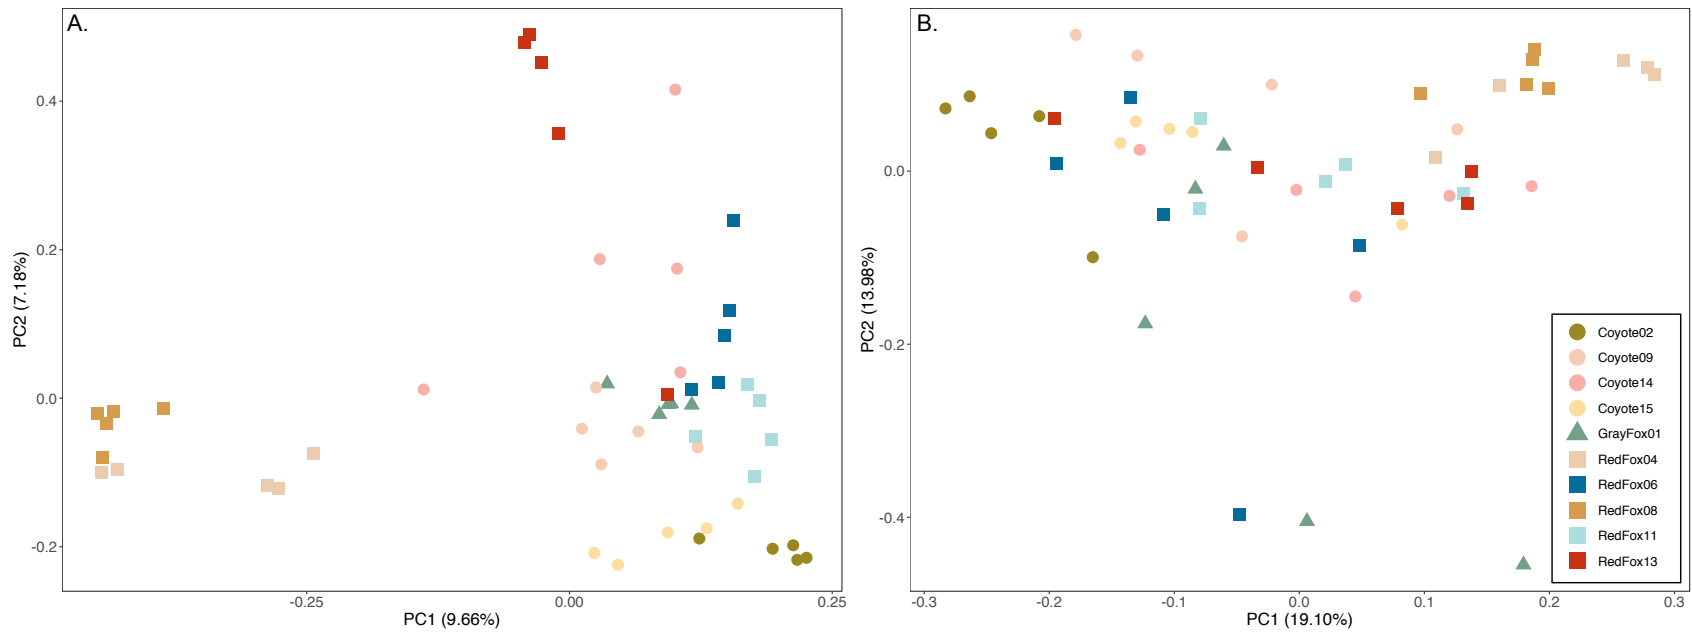 A.
0.4
0.2
0.0
-0.2
-0.25
0.00
0.25
PC1 (9.66%)
PC2 (7.18%)
B.
0.0
-0.2
-0.4
-0.3
-0.2
-0.1
0.0
0.1
0.2
0.3
PC1 (19.10%)
PC2 (13.98%)
Coyote02
Coyote09
Coyote14
Coyote15
GrayFox01
RedFox04
RedFox06
RedFox08
RedFox11
RedFox13